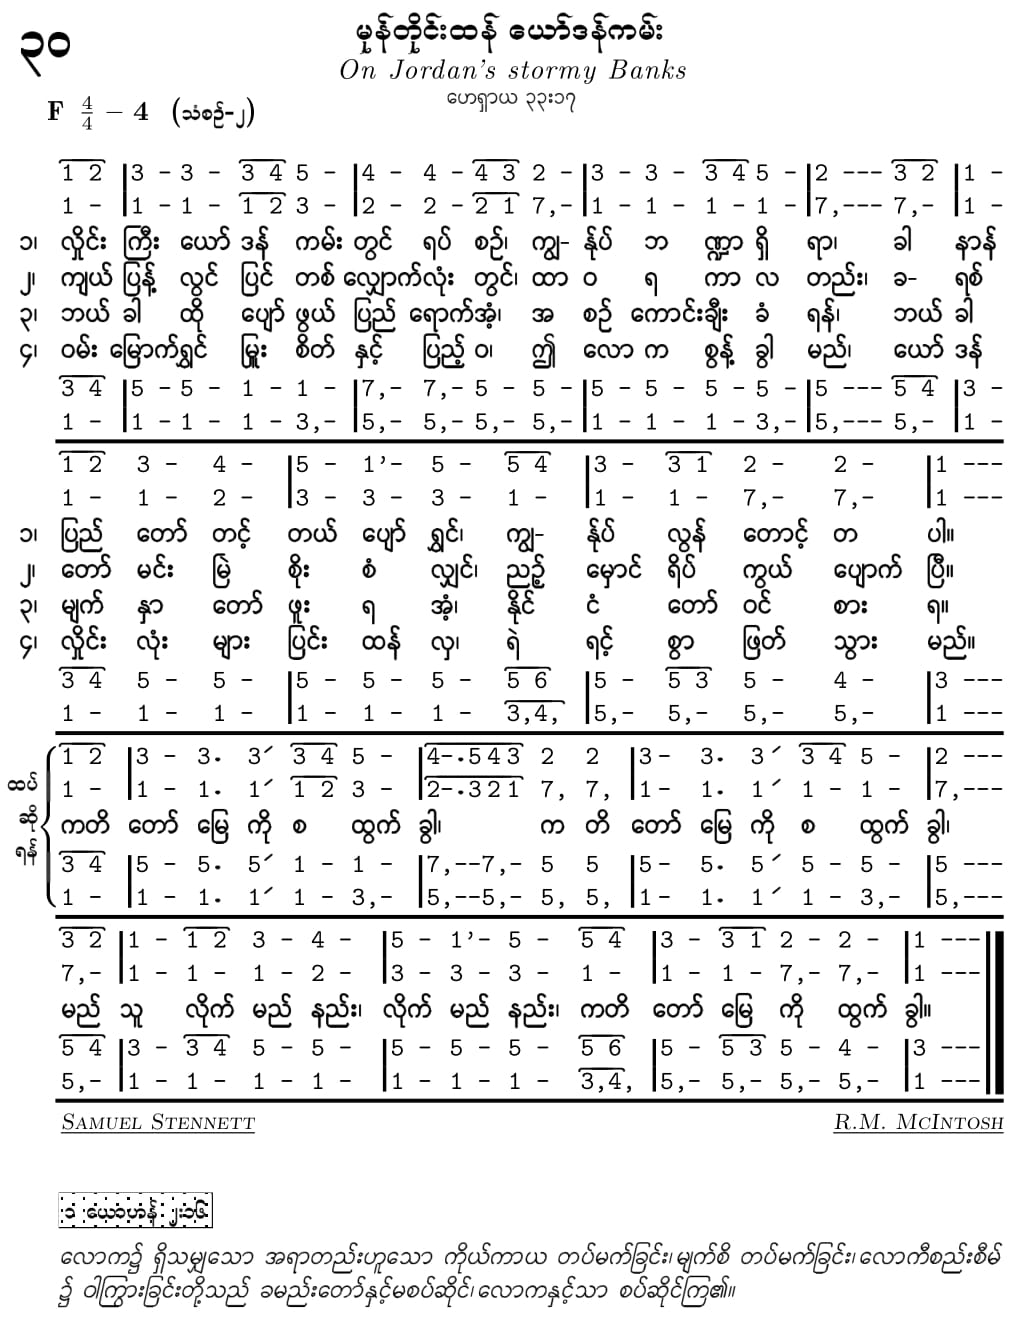 ၃၀
မုန်တိုင်းထန် ယော်ဒန်ကမ်း
On Jordan's stormy Banks
ဟေရှာယ ၃၃း၁၇
F 4/4 – 4 (သံစဉ်-၂)
1 2 |3 - 3 - 3 4 5 - |4 - 4 - 4 3 2 - |3 - 3 - 3 4 5 - |2 --- 3 2 |1 -
1 - |1 - 1 - 1 2 3 - |2 - 2 - 2 1 7,- |1 - 1 - 1 - 1 - |7,--- 7,- |1 -
၁၊ လှိုင်း ကြီး ယော် ဒန် ကမ်း တွင် ရပ် စဉ်၊ ကျွ- န်ုပ် ဘ ဏ္ဍာ ရှိ ရာ၊ ခါ နာန်
၂၊ ကျယ် ပြန့် လွင် ပြင် တစ် လျှောက် လုံး တွင်၊ ထာ ဝ ရ ကာ လ တည်း၊ ခ- ရစ်
၃၊ ဘယ် ခါ ထို ပျော် ဖွယ် ပြည် ရောက် အံ့၊ အ စဉ် ကောင်း ချီး ခံ ရန်၊ ဘယ် ခါ
၄၊ ဝမ်း မြောက် ရွှင် မြူး စိတ် နှင့် ပြည့် ဝ၊ ဤ လော က စွန့် ခွါ မည်၊ ယော် ဒန်
3 4 |5 - 5 - 1 - 1 - |7,- 7,- 5 - 5 - |5 - 5 - 5 - 5 - |5 --- 5 4 |3 -
1 - |1 - 1 - 1 - 3,- |5,- 5,- 5,- 5,- |1 - 1 - 1 - 3,- |5,--- 5,- |1 -
1 2 3 - 4 - |5 - 1'- 5 - 5 4 |3 - 3 1 2 - 2 - |1 ---
1 - 1 - 2 - |3 - 3 - 3 - 1 - |1 - 1 - 7,- 7,- |1 ---
၁၊ ပြည် တော် တင့် တယ် ပျော် ရွှင်၊ ကျွ- န်ုပ် လွန် တောင့် တ ပါ။
၂၊ တော် မင်း မြဲ စိုး စံ လျှင်၊ ညဉ့် မှောင် ရိပ် ကွယ် ပျောက် ပြီ။
၃၊ မျက် နှာ တော် ဖူး ရ အံ့၊ နိုင် ငံ တော် ဝင် စား ရ။
၄၊ လှိုင်း လုံး များ ပြင်း ထန် လှ၊ ရဲ ရင့် စွာ ဖြတ် သွား မည်။
3 4 5 - 5 - |5 - 5 - 5 - 5 6 |5 - 5 3 5 - 4 - |3 ---
1 - 1 - 1 - |1 - 1 - 1 - 3,4, |5,- 5,- 5,- 5,- |1 ---
ထပ်ဆိုရန်
1 2 |3 - 3. 3′ 3 4 5 - |4-.5 4 3 2 2 |3- 3. 3′ 3 4 5 - |2 ---
1 - |1 - 1. 1′ 1 2 3 - |2-.3 2 1 7, 7, |1- 1. 1′ 1 - 1 - |7,---
ကတိ တော် မြေ ကို စ ထွက် ခွါ၊ က တိ တော် မြေ ကို စ ထွက် ခွါ၊
3 4 |5 - 5. 5′ 1 - 1 - |7,--7,- 5 5 |5- 5. 5′ 5 - 5 - |5 ---
1 - |1 - 1. 1′ 1 - 3,- |5,--5,- 5, 5, |1- 1. 1′ 1 - 3,- |5,---
3 2 |1 - 1 2 3 - 4 - |5 - 1'- 5 - 5 4 |3 - 3 1 2 - 2 - |1 ---
7,- |1 - 1 - 1 - 2 - |3 - 3 - 3 - 1 - |1 - 1 - 7,- 7,- |1 ---
မည် သူ လိုက် မည် နည်း၊ လိုက် မည် နည်း၊ ကတိ တော် မြေ ကို ထွက် ခွါ။
5 4 |3 - 3 4 5 - 5 - |5 - 5 - 5 - 5 6 |5 - 5 3 5 - 4 - |3 ---
5,- |1 - 1 - 1 - 1 - |1 - 1 - 1 - 3,4, |5,- 5,- 5,- 5,- |1 ---
Samuel Stennett
R.M. McIntosh
၁ ယောဟန် ၂း၁၆
လောက၌ ရှိသမျှသော အရာတည်းဟူသော ကိုယ်ကာယ တပ်မက်ခြင်း၊မျက်စိ တပ်မက်ခြင်း၊လောကီစည်းစိမ်
၌ ဝါကြွားခြင်းတို့သည် ခမည်းတော်နှင့်မစပ်ဆိုင်၊လောကနှင့်သာ စပ်ဆိုင်ကြ၏။